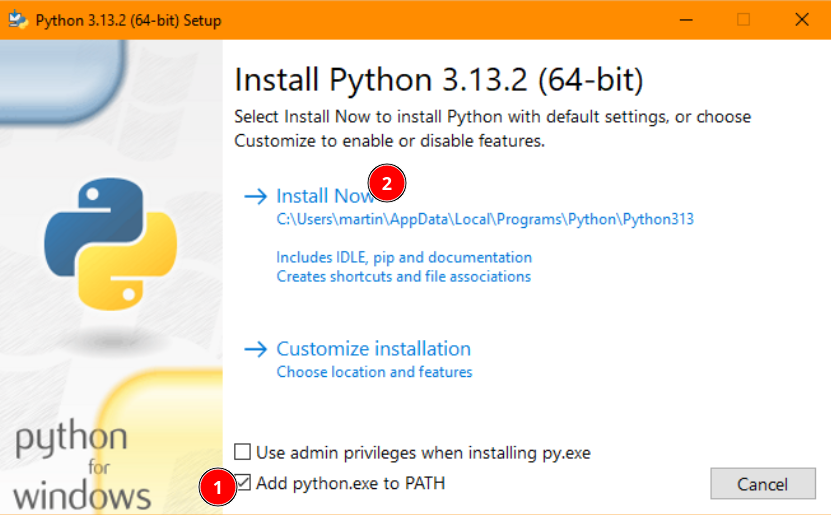 Python 3.13.2 (64-bit) Setup
Install Python 3.13.2 (64-bit)
Select Install Now to install Python with default settings, or choose
Customize to enable or disable features.
2
Install Now
C:\Users\martin\AppData\Local\Programs\Python\Python313
Includes IDLE, pip and documentation
Creates shortcuts and file associations
Customize installation
Choose location and features
python
for
windows
Use admin privileges when installing py.exe
1
Add python.exe to PATH
Cancel